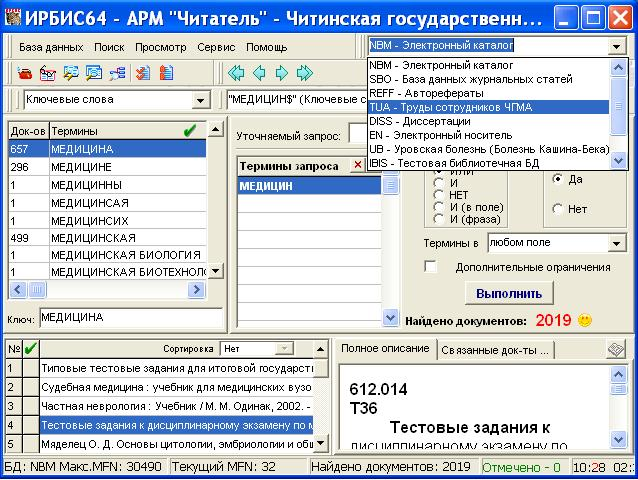 ИРБИС64 - АРМ "Читатель" - Читинская государственн...
База данных Поиск Просмотр Сервис Помощь
NBM - Электронный каталог
NBM - Электронный каталог
SBO - База данных журнальных статей
REFF - Авторефераты
TUA - Труды сотрудников ЧГМА
DISS - Диссертации
EN - Электронный носитель
UB - Уровская болезнь (Болезнь Кашина-Бека)
IBIS - Тестовая библиотечная БД
Ключевые слова
"МЕДИЦИН$" (Ключевые с
Док-ов Термины
657 МЕДИЦИНА
296 МЕДИЦИНЕ
1 МЕДИЦИННЫ
1 МЕДИЦИНСАЯ
1 МЕДИЦИНСИХ
499 МЕДИЦИНСКАЯ
1 МЕДИЦИНСКАЯ БИОЛОГИЯ
1 МЕДИЦИНСКАЯ БИОТЕХНОЛ
Ключ: МЕДИЦИНА
Уточняемый запрос:
Термины запроса
МЕДИЦИН
ИЛИ
И
НЕТ
И (в поле)
И (фраза)
Да
Нет
Термины в любом поле
Дополнительные ограничения
Выполнить
Найдено документов: 2019
№ Сортировка Нет
1 Типовые тестовые задания для итоговой государст
2 Судебная медицина : учебник для медицинских вузо
3 Частная неврология : Учебник / М. М. Одинак, 2002. -
4 Тестовые задания к дисциплинарному экзамену по м
5 Мяделец О. Д. Основы цитологии, эмбриологии и общ
Полное описание Связанные док-ты ...
612.014
Т36
Тестовые задания к
дисциплинарному экзамену по
БД: NBM Макс.MFN: 30490 Текущий MFN: 32 Найдено документов: 2019 Отмечено - 0 10:28 02: